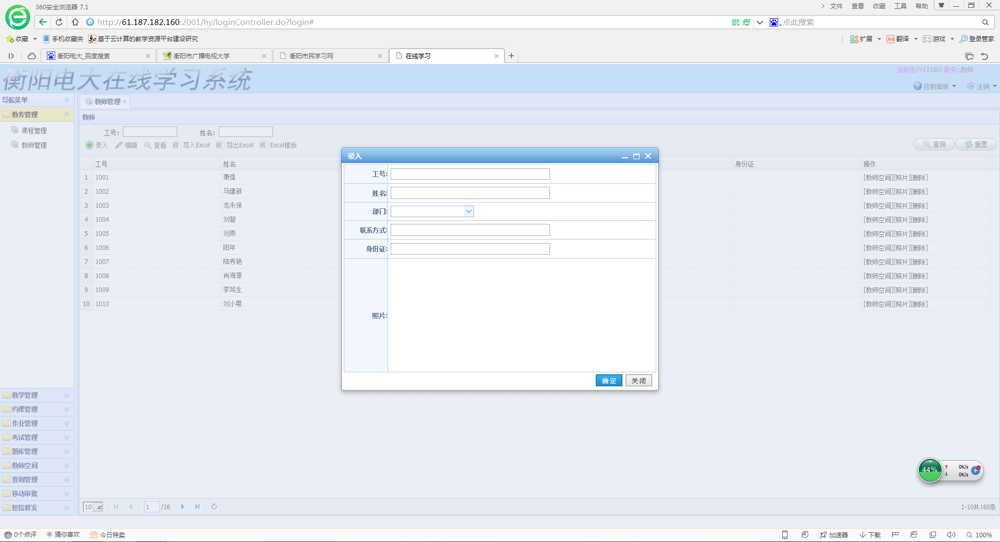 360安全浏览器 7.1
文件 查看 收藏 工具 帮助
http://61.187.182.160:2001/hy/loginController.do?login#
点此搜索
收藏 手机收藏夹 基于云计算的教学资源平台建设研究
扩展 翻译 游戏 登录管家
衡阳电大_百度搜索
衡阳市广播电视大学
衡阳市民学习网
在线学习
衡阳电大在线学习系统
当前用户:(1160) 职务:,教师
控制面板 注销
导航菜单
教师管理
教务管理
教师
课程管理
教师管理
工号: 姓名:
录入 编辑 查看 导入Excel 导出Excel Excel模板
查询 重置
工号 姓名 身份证 操作
1 1001 萧烽 [教师空间][照片][删除]
2 1002 马建新 [教师空间][照片][删除]
3 1003 龙永保 [教师空间][照片][删除]
4 1004 刘智 [教师空间][照片][删除]
5 1005 刘燕 [教师空间][照片][删除]
6 1006 阳年 [教师空间][照片][删除]
7 1007 陆秀艳 [教师空间][照片][删除]
8 1008 肖海源 [教师空间][照片][删除]
9 1009 李笃生 [教师空间][照片][删除]
10 1010 刘小菊 [教师空间][照片][删除]
录入
工号:
姓名:
部门:
联系方式:
身份证:
照片:
确定 关闭
教学管理
约课管理
作业管理
考试管理
题库管理
教师空间
查询管理
移动审批
短信群发
44%
0K/s
0K/s
10 1 /16
1-10共160条
0个点评 猜你喜欢 今日特卖
加速器 下载 100%